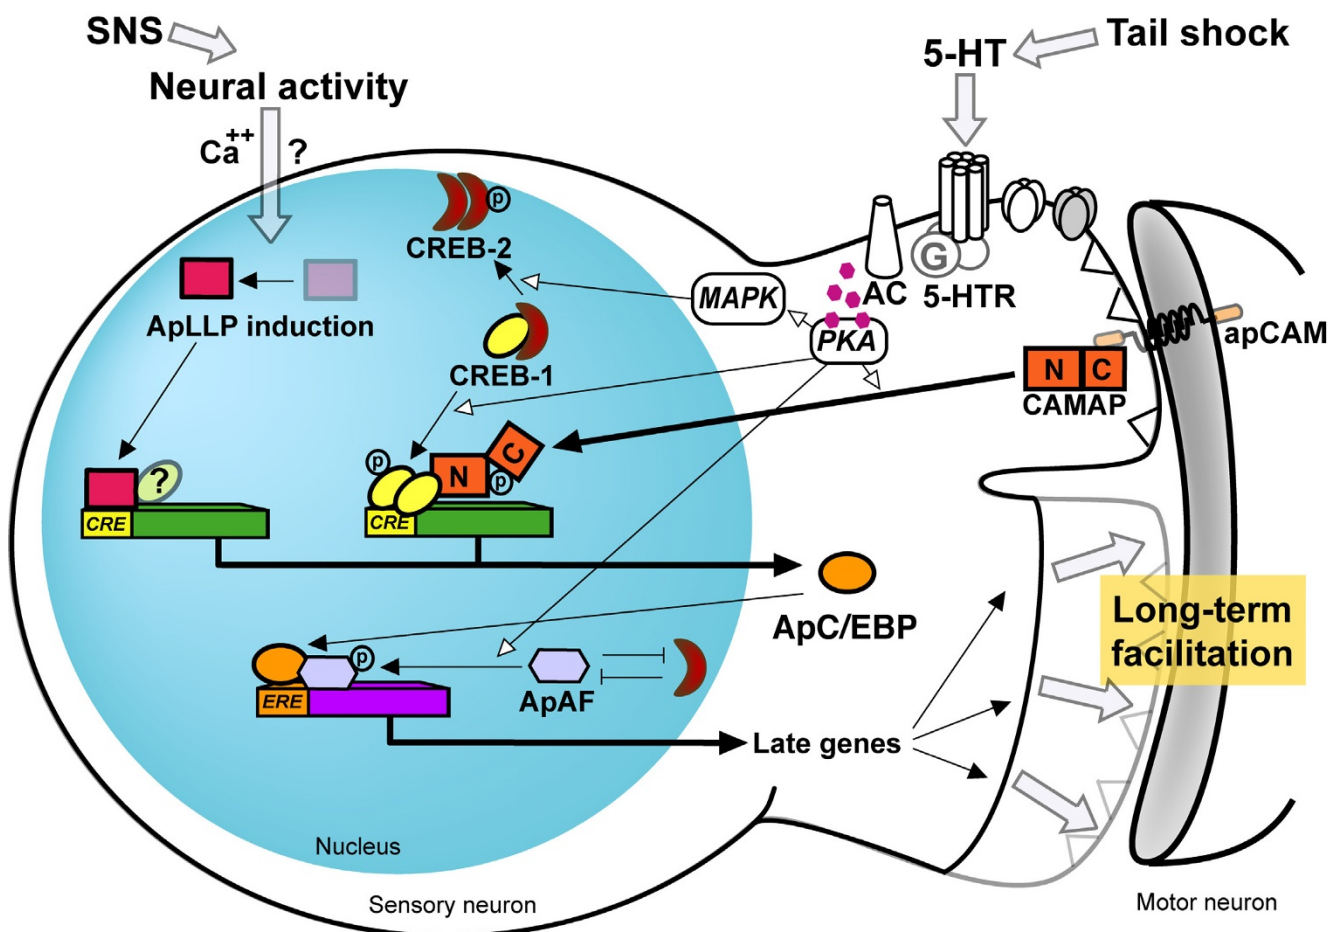 SNS
Neural activity
Ca++
?
Tail shock
5-HT
P
CREB-2
MAPK
AC
G
5-HTR
PKA
ApLLP induction
CREB-1
apCAM
N C
CAMAP
?
CRE
P
N
C
P
CRE
ApC/EBP
Long-term
facilitation
P
ERE
ApAF
Late genes
Nucleus
Sensory neuron
Motor neuron